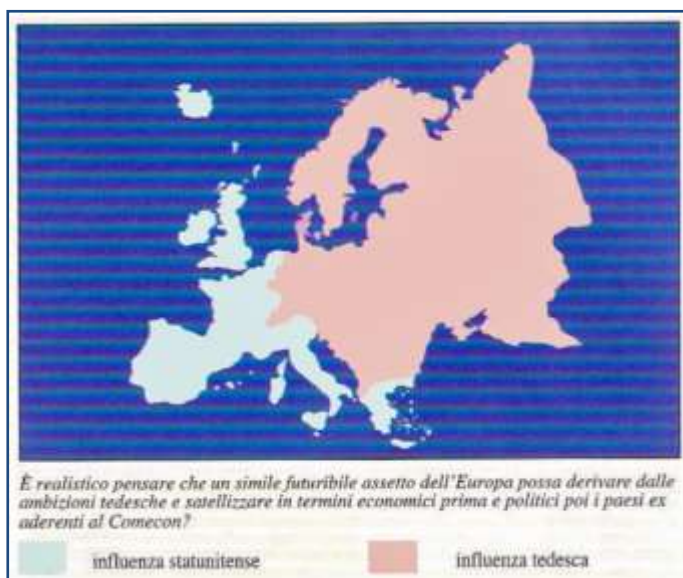 È realistico pensare che un simile futuribile assetto dell'Europa possa derivare dalle
ambizioni tedesche e satellizzare in termini economici prima e politici poi i paesi ex
aderenti al Comecon?
influenza statunitense
influenza tedesca